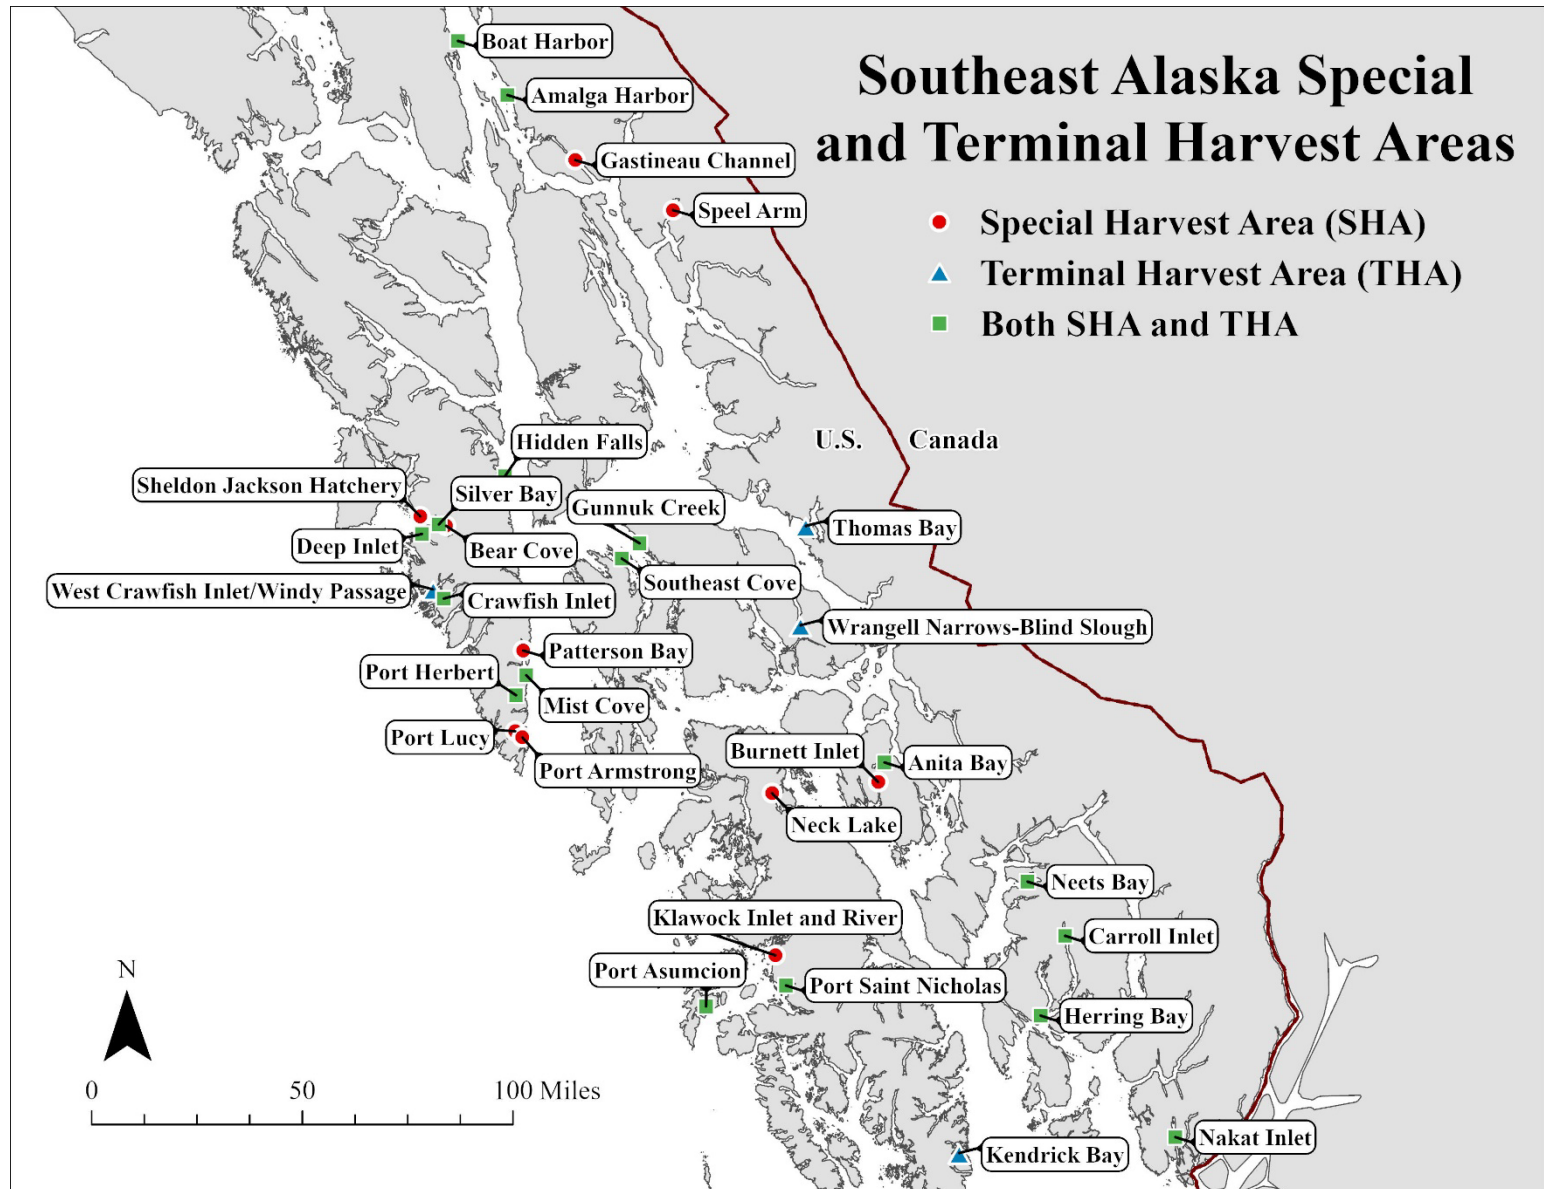 Boat Harbor
Southeast Alaska Special
and Terminal Harvest Areas
Amalga Harbor
Gastineau Channel
Speel Arm
Special Harvest Area (SHA)
Terminal Harvest Area (THA)
Both SHA and THA
U.S.
Canada
Hidden Falls
Sheldon Jackson Hatchery
Silver Bay
Gunnuk Creek
Thomas Bay
Deep Inlet
Bear Cove
Southeast Cove
West Crawfish Inlet/Windy Passage
Crawfish Inlet
Wrangell Narrows-Blind Slough
Patterson Bay
Port Herbert
Mist Cove
Port Lucy
Port Armstrong
Burnett Inlet
Anita Bay
Neck Lake
Neets Bay
Klawock Inlet and River
Carroll Inlet
Port Asumcion
Port Saint Nicholas
Herring Bay
N
0 50 100 Miles
Nakat Inlet
Kendrick Bay